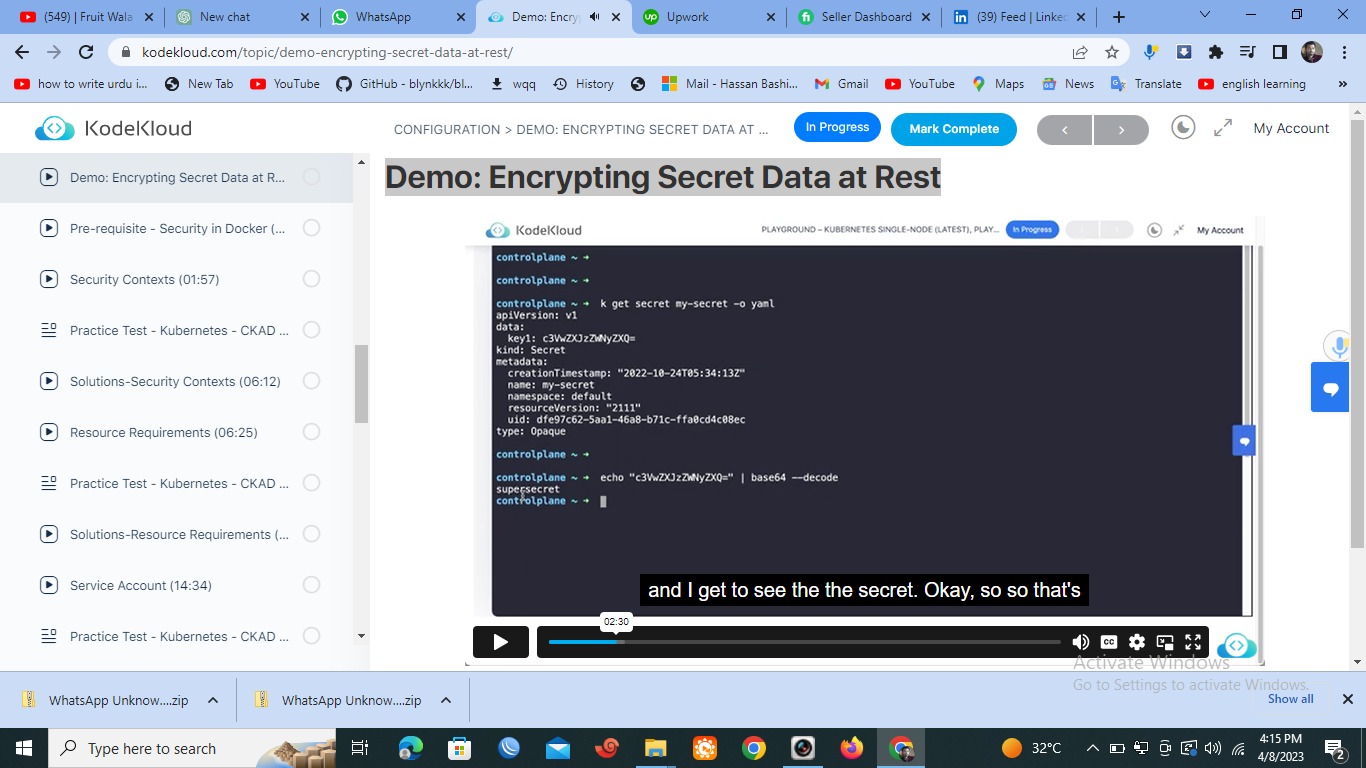 (549) | Fruit Wala
New chat
WhatsApp
Demo: Encry
Upwork
Seller Dashboard
(39) Feed | Linke
kodekloud.com/topic/demo-encrypting-secret-data-at-rest/
how to write urdu i...
New Tab
YouTube
GitHub - blynkkk/bl...
wqq
History
Mail - Hassan Bashi...
Gmail
YouTube
Maps
News
Translate
english learning
»
KodeKloud
CONFIGURATION > DEMO: ENCRYPTING SECRET DATA AT ...
In Progress
Mark Complete
My Account
Demo: Encrypting Secret Data at R...
Pre-requisite - Security in Docker (...
Security Contexts (01:57)
Practice Test - Kubernetes - CKAD ...
Solutions-Security Contexts (06:12)
Resource Requirements (06:25)
Practice Test - Kubernetes - CKAD ...
Solutions-Resource Requirements (...
Service Account (14:34)
Practice Test - Kubernetes - CKAD ...
Demo: Encrypting Secret Data at Rest
KodeKloud
PLAYGROUND – KUBERNETES SINGLE-NODE (LATEST), PLAY...
In Progress
My Account
controlplane ~ ➜
controlplane ~ ➜
controlplane ~ ➜ k get secret my-secret -o yaml
apiVersion: v1
data:
key1: c3VwZXJzZWNyZXQ=
kind: Secret
metadata:
creationTimestamp: "2022-10-24T05:34:13Z"
name: my-secret
namespace: default
resourceVersion: "2111"
uid: dfe97c62-5aa1-46a8-b71c-ffa0cd4c08ec
type: Opaque
controlplane ~ ➜
controlplane ~ ➜ echo "c3VwZXJzZWNyZXQ=" | base64 --decode
supersecret
controlplane ~ ➜
and I get to see the the secret. Okay, so so that's
02:30
CC
Activate Windows
Go to Settings to activate Windows.
WhatsApp Unknow....zip
WhatsApp Unknow....zip
Show all
Type here to search
32°C
4:15 PM
4/8/2023
2